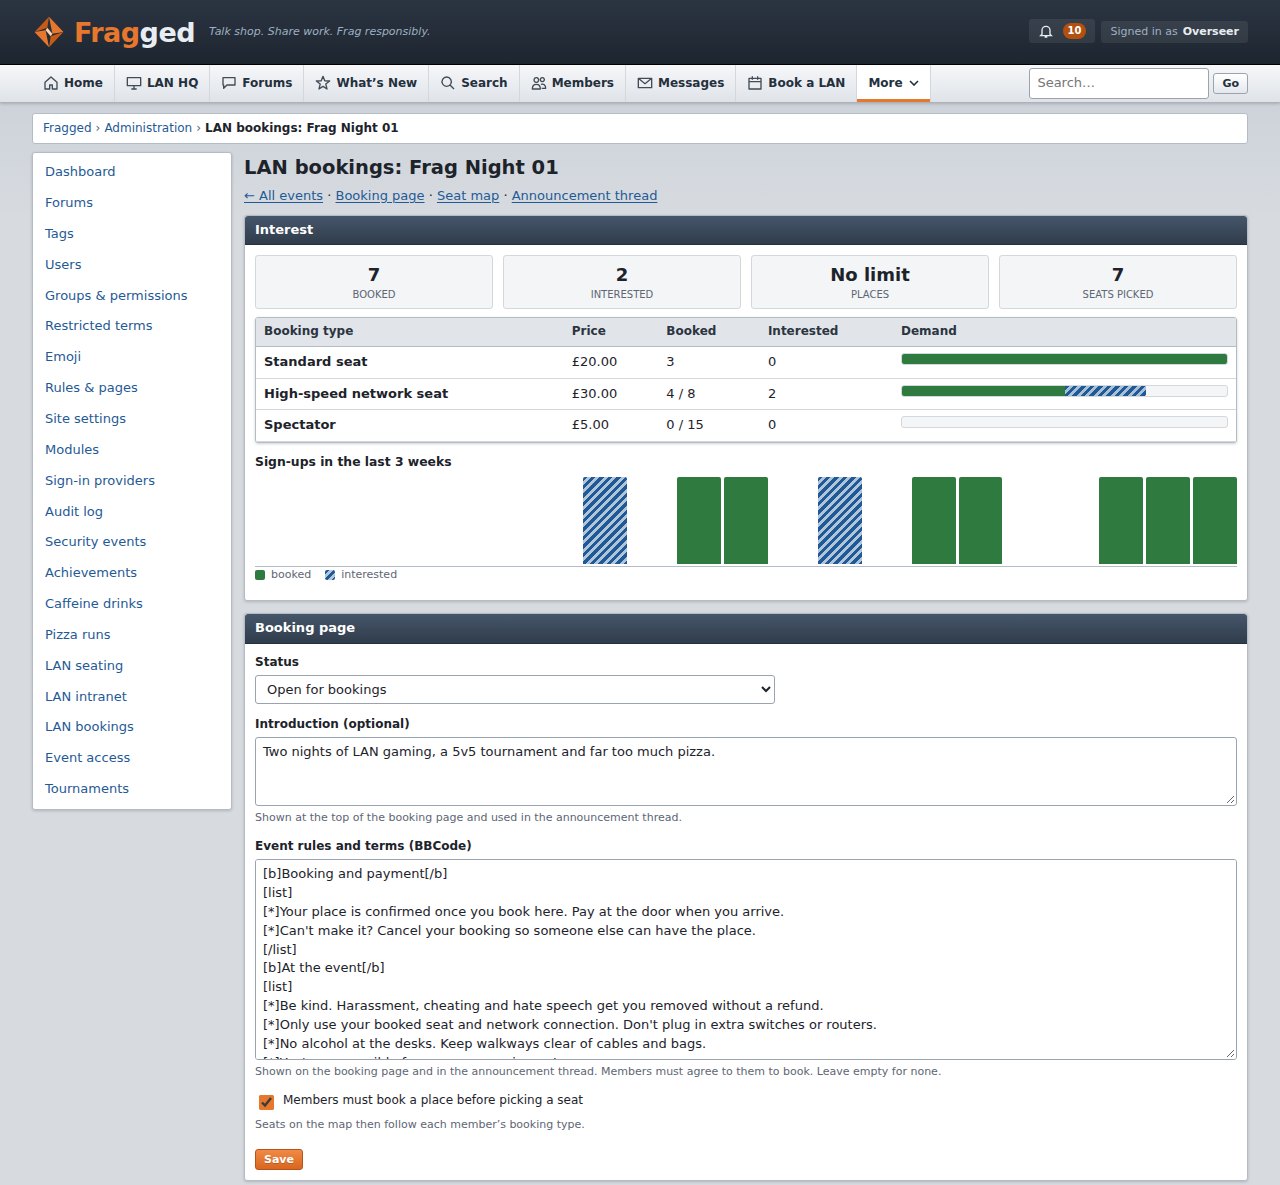 Fragged
Talk shop. Share work. Frag responsibly.
10
Signed in as Overseer
Home
LAN HQ
Forums
What’s New
Search
Members
Messages
Book a LAN
More
Search…
Go
Fragged › Administration › LAN bookings: Frag Night 01
Dashboard
Forums
Tags
Users
Groups & permissions
Restricted terms
Emoji
Rules & pages
Site settings
Modules
Sign-in providers
Audit log
Security events
Achievements
Caffeine drinks
Pizza runs
LAN seating
LAN intranet
LAN bookings
Event access
Tournaments
LAN bookings: Frag Night 01
← All events · Booking page · Seat map · Announcement thread
Interest
7
BOOKED
2
INTERESTED
No limit
PLACES
7
SEATS PICKED
Booking type Price Booked Interested Demand
Standard seat £20.00 3 0
High-speed network seat £30.00 4 / 8 2
Spectator £5.00 0 / 15 0
Sign-ups in the last 3 weeks
booked interested
Booking page
Status
Open for bookings
Introduction (optional)
Two nights of LAN gaming, a 5v5 tournament and far too much pizza.
Shown at the top of the booking page and used in the announcement thread.
Event rules and terms (BBCode)
[b]Booking and payment[/b]
[list]
[*]Your place is confirmed once you book here. Pay at the door when you arrive.
[*]Can't make it? Cancel your booking so someone else can have the place.
[/list]
[b]At the event[/b]
[list]
[*]Be kind. Harassment, cheating and hate speech get you removed without a refund.
[*]Only use your booked seat and network connection. Don't plug in extra switches or routers.
[*]No alcohol at the desks. Keep walkways clear of cables and bags.
Shown on the booking page and in the announcement thread. Members must agree to them to book. Leave empty for none.
Members must book a place before picking a seat
Seats on the map then follow each member’s booking type.
Save